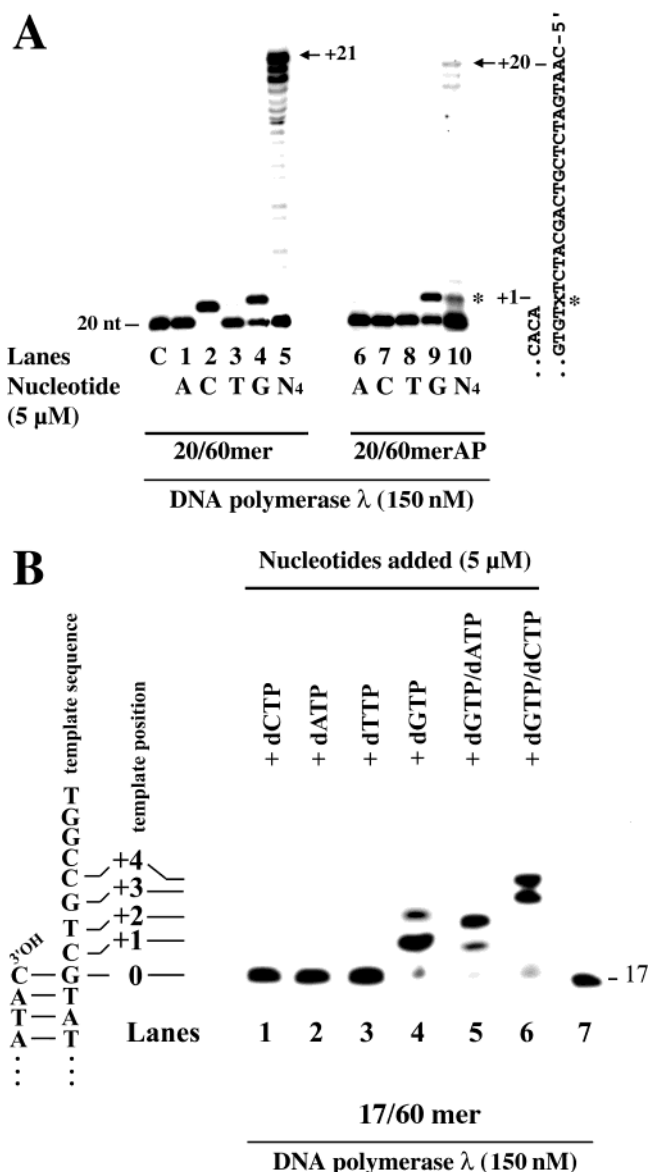 A
+21
+20
..GTGTXTCTACGACTGCTCTAGTAAC-5'
..CACA
+1
*
*
20 nt
Lanes C 1 2 3 4 5 6 7 8 9 10
Nucleotide A C T G N4 A C T G N4
(5 µM)
20/60mer 20/60merAP
DNA polymerase λ (150 nM)
B
Nucleotides added (5 µM)
template sequence
template position
+ dCTP
+ dATP
+ dTTP
+ dGTP
+ dGTP/dATP
+ dGTP/dCTP
T
G
G
C
C +4
G +3
T +2
3'OH
C +1
C G 0
17
A T
T A
A T
Lanes 1 2 3 4 5 6 7
17/60 mer
DNA polymerase λ (150 nM)